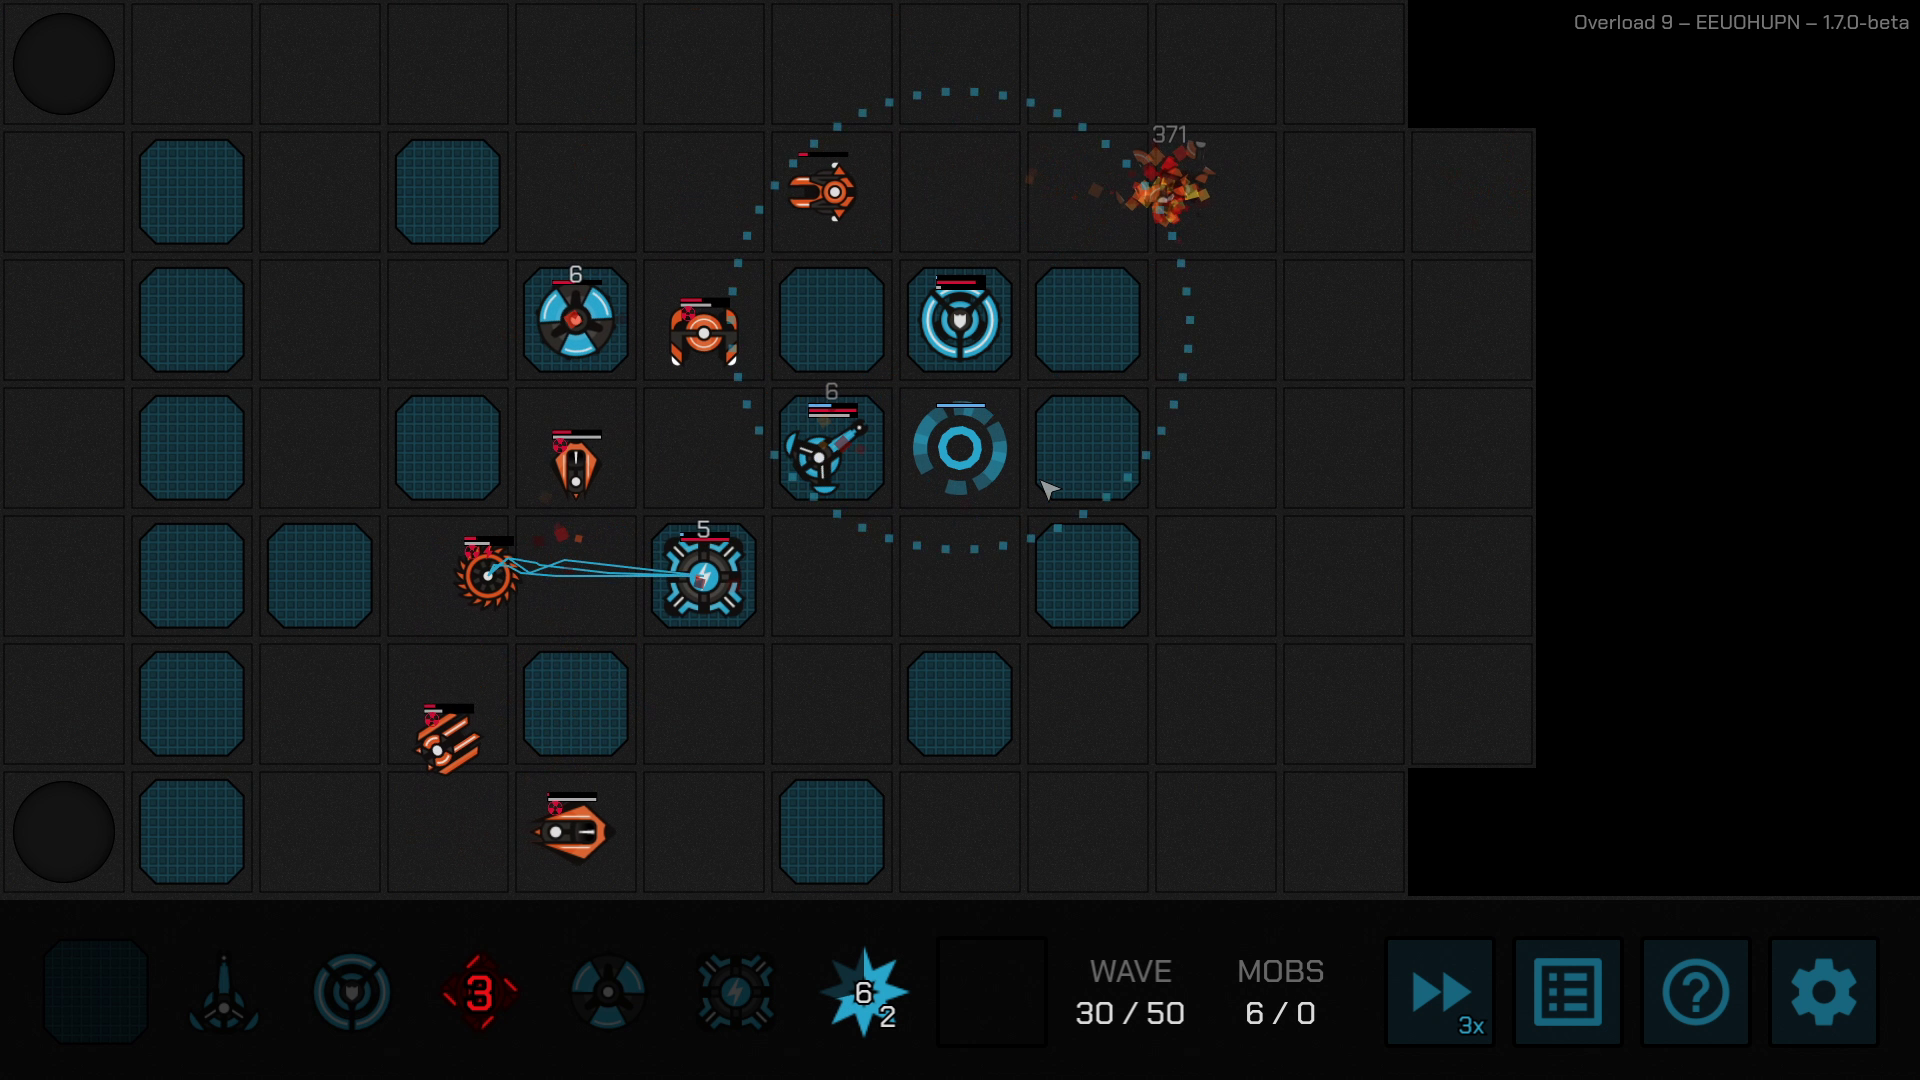 Overload 9 – EEUOHUPN – 1.7.0-beta
371
6
6
5
3
6
2
WAVE
30 / 50
MOBS
6 / 0
3x
?